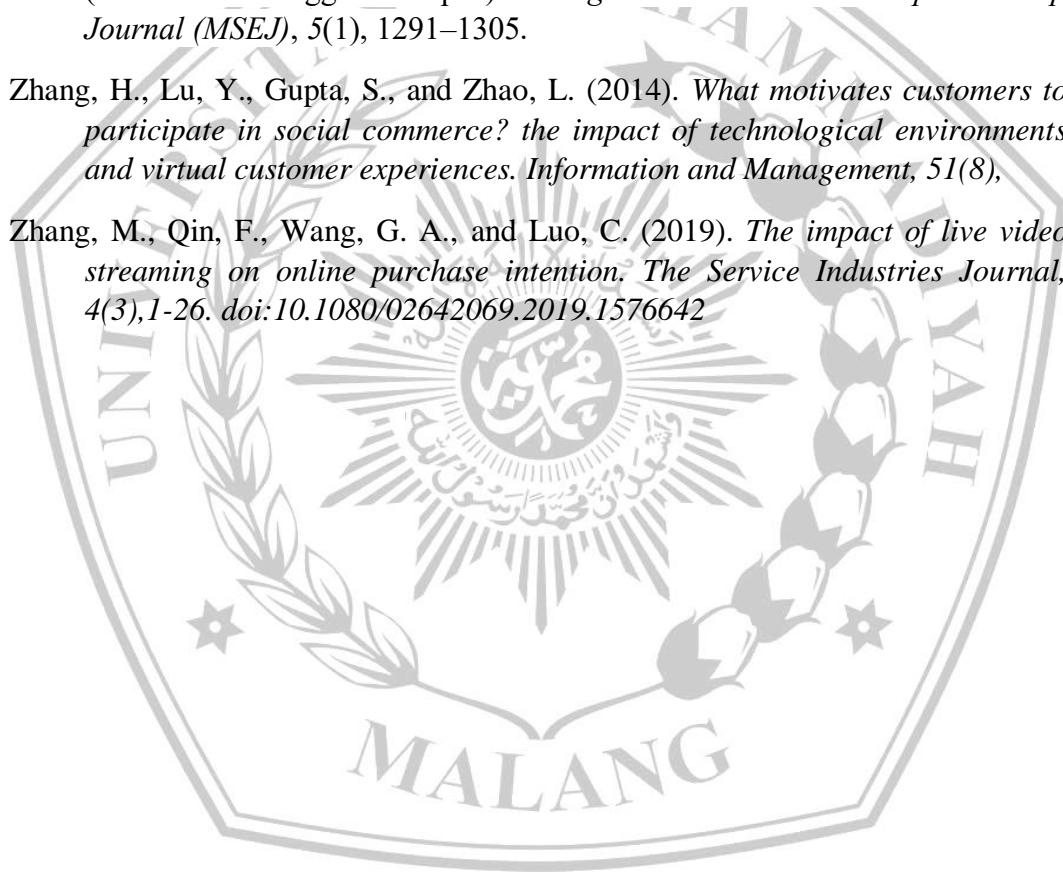 Journal (MSEJ), 5(1), 1291–1305.
Zhang, H., Lu, Y., Gupta, S., and Zhao, L. (2014). What motivates customers to
participate in social commerce? the impact of technological environments
and virtual customer experiences. Information and Management, 51(8),
Zhang, M., Qin, F., Wang, G. A., and Luo, C. (2019). The impact of live video
streaming on online purchase intention. The Service Industries Journal,
4(3),1-26. doi:10.1080/02642069.2019.1576642
MALANG